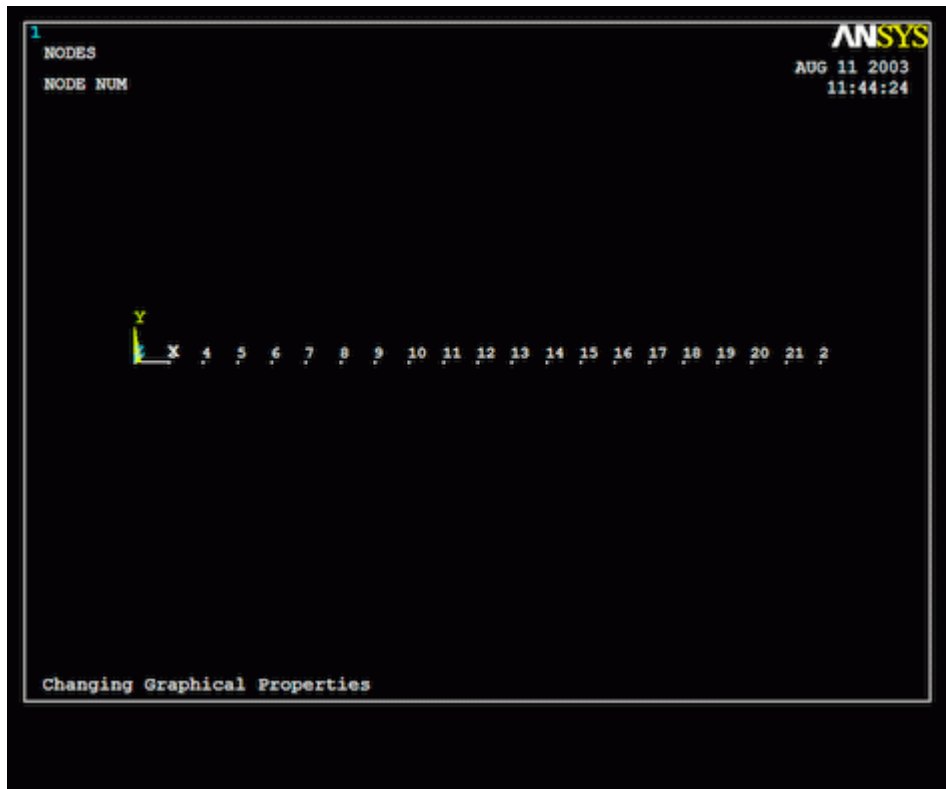 1
NODES
NODE NUM
ANSYS
AUG 11 2003
11:44:24
Y
X 4 5 6 7 8 9 10 11 12 13 14 15 16 17 18 19 20 21 2
Changing Graphical Properties